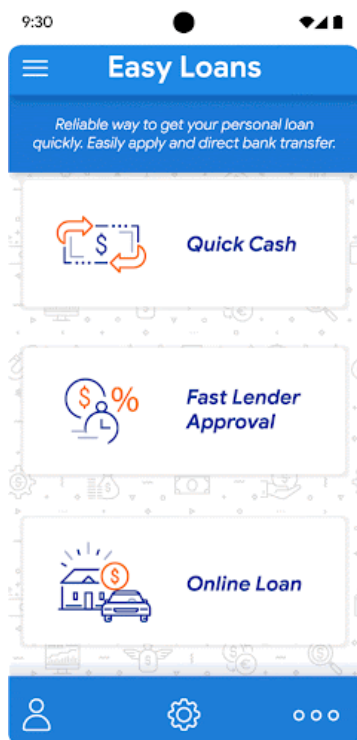 9:30
Easy Loans
Reliable way to get your personal loan
quickly. Easily apply and direct bank transfer.
$
Quick Cash
$ %
Fast Lender
Approval
$
Online Loan